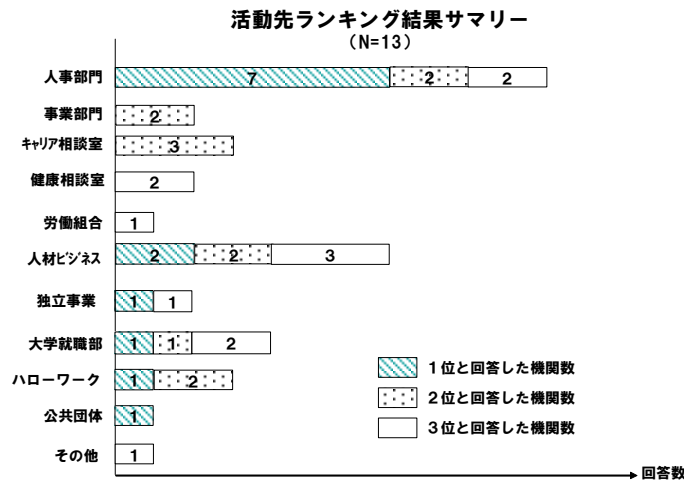 活動先ランキング結果サマリー
（N=13）
人事部門 7 2 2
事業部門 2
ｷｬﾘｱ相談室 3
健康相談室 2
労働組合 1
人材ﾋﾞｼﾞﾈｽ 2 2 3
独立事業 1 1
大学就職部 1 1 2
ハローワーク 1 2
公共団体 1
その他 1
１位と回答した機関数
２位と回答した機関数
３位と回答した機関数
回答数